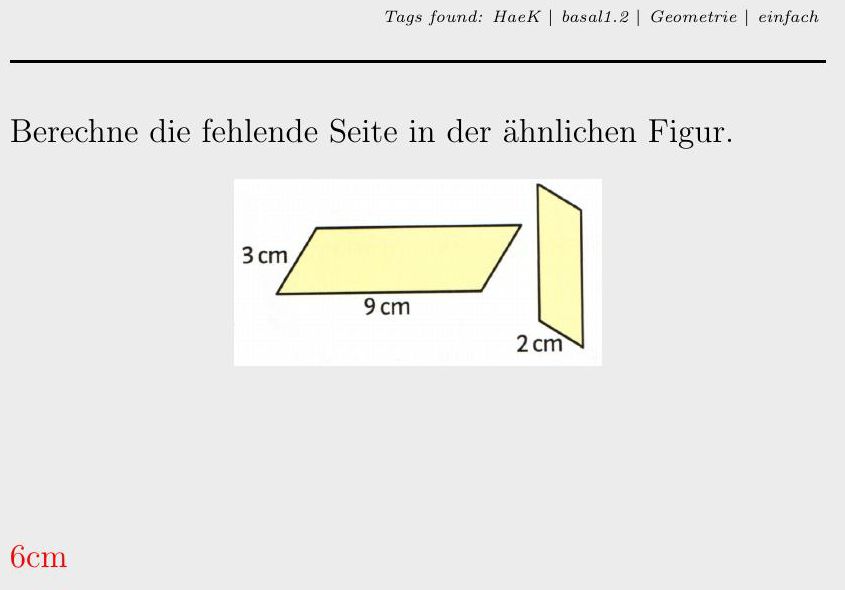 Tags found: HaeK | basal1.2 | Geometrie | einfach
Berechne die fehlende Seite in der ähnlichen Figur.
3 cm
9 cm
2 cm
6cm